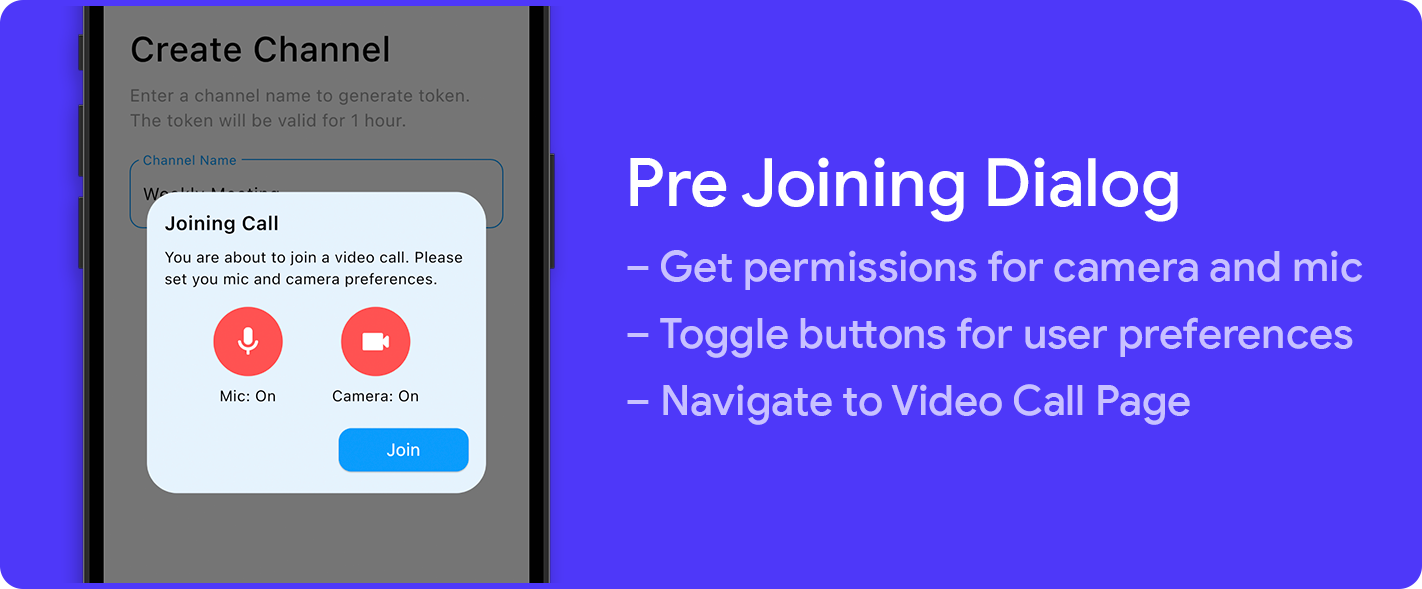 Create Channel
Enter a channel name to generate token.
The token will be valid for 1 hour.
Channel Name
Weekly Meeting
Joining Call
You are about to join a video call. Please
set you mic and camera preferences.
Mic: On
Camera: On
Join
Pre Joining Dialog
– Get permissions for camera and mic
– Toggle buttons for user preferences
– Navigate to Video Call Page